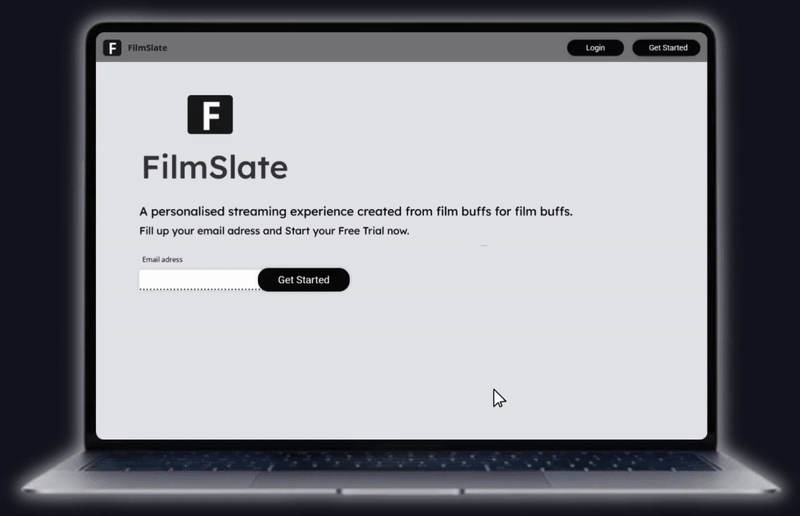 F FilmSlate Login Get Started
F
FilmSlate
A personalised streaming experience created from film buffs for film buffs.
Fill up your email adress and Start your Free Trial now.
Email adress
Get Started